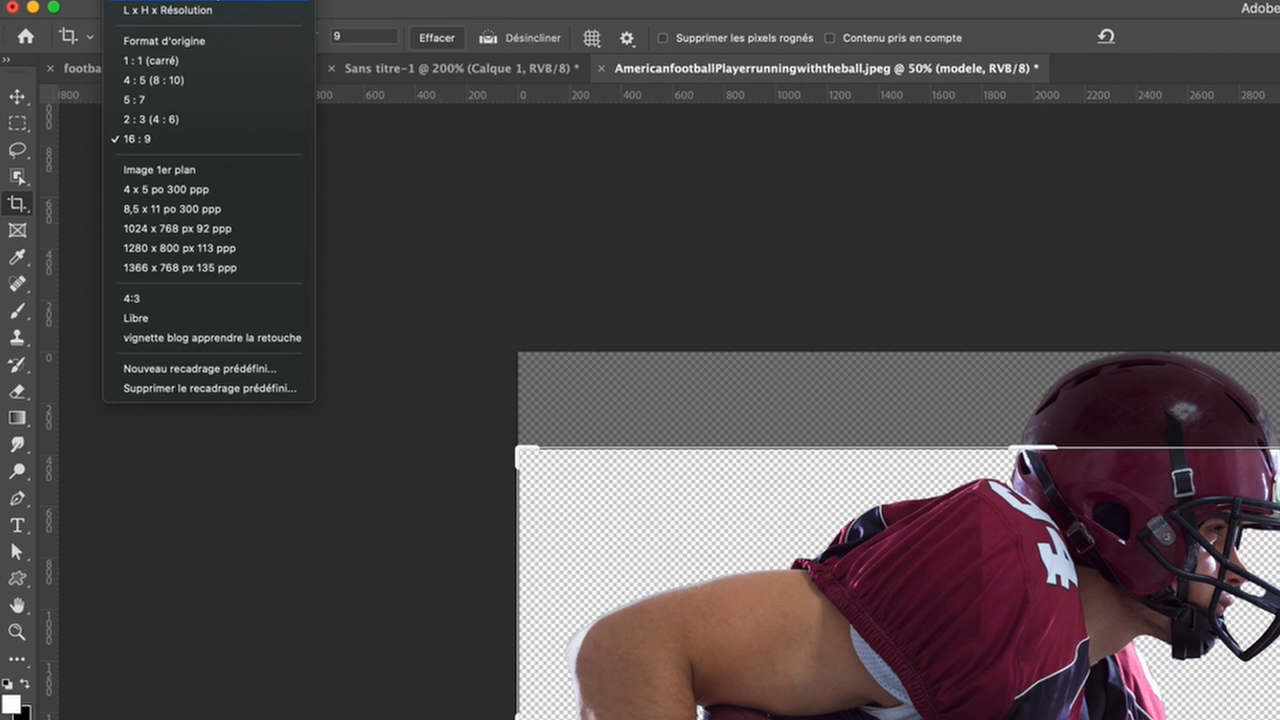 Adobe
L x H x Résolution
9
Effacer
Désincliner
Supprimer les pixels rognés
Contenu pris en compte
footba
Sans titre-1 @ 200% (Calque 1, RVB/8) *
AmericanfootballPlayerrunningwiththeball.jpeg @ 50% (modele, RVB/8) *
800 600 400 200 0 200 400 600 800 1000 1200 1400 1600 1800 2000 2200 2400 2600 2800
Format d'origine
1 : 1 (carré)
4 : 5 (8 : 10)
5 : 7
2 : 3 (4 : 6)
16 : 9
Image 1er plan
4 x 5 po 300 ppp
8,5 x 11 po 300 ppp
1024 x 768 px 92 ppp
1280 x 800 px 113 ppp
1366 x 768 px 135 ppp
4:3
Libre
vignette blog apprendre la retouche
Nouveau recadrage prédéfini...
Supprimer le recadrage prédéfini...